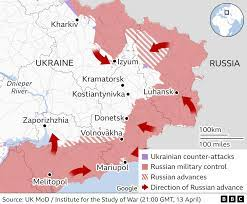 Kharkiv
UKRAINE
RUSSIA
Izyum
Dnieper
River
Kramatorsk
Kostiantynivka
Luhansk
Zaporizhzhia
Donetsk
Volnovakha
Melitopol
Mariupol
100km
100 miles
Google
Ukrainian counter-attacks
Russian military control
Russian advances
Direction of Russian advance
Source: UK MoD / Institute for the Study of War (21:00 GMT, 13 April)
BBC